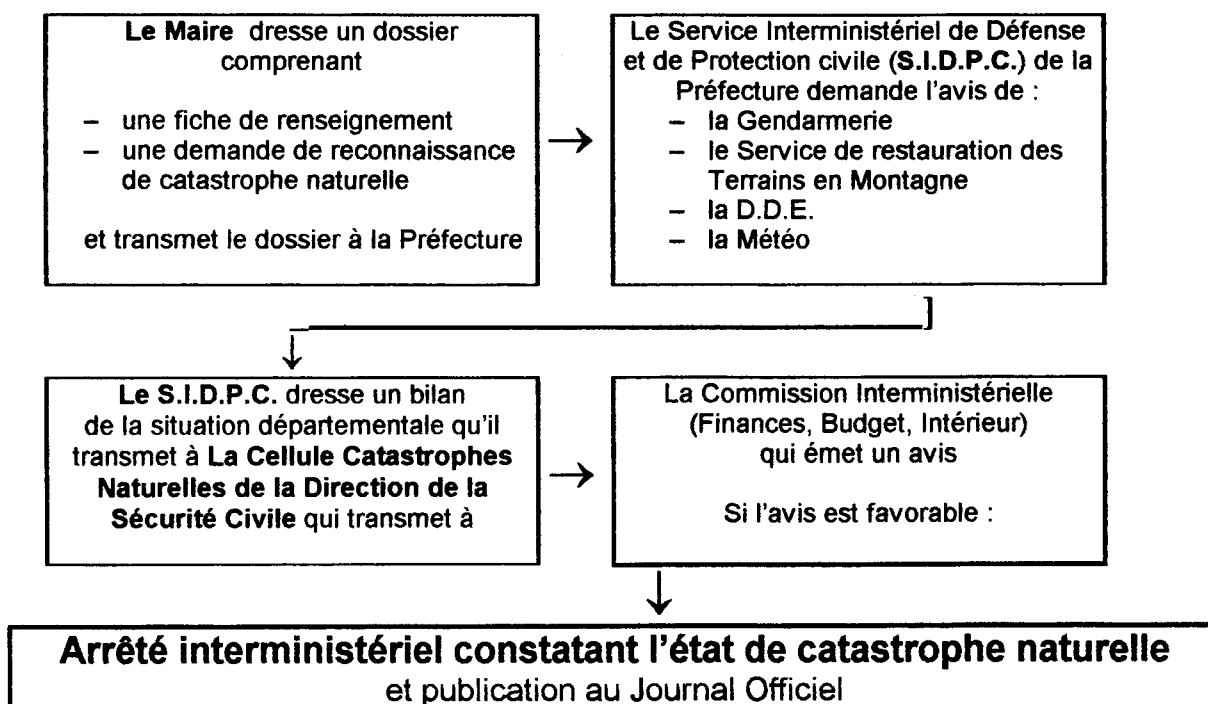 Le Maire dresse un dossier
comprenant
– une fiche de renseignement
– une demande de reconnaissance
de catastrophe naturelle
et transmet le dossier à la Préfecture
Le Service Interministériel de Défense
et de Protection civile (S.I.D.P.C.) de la
Préfecture demande l'avis de :
– la Gendarmerie
– le Service de restauration des
Terrains en Montagne
– la D.D.E.
– la Météo
Le S.I.D.P.C. dresse un bilan
de la situation départementale qu'il
transmet à La Cellule Catastrophes
Naturelles de la Direction de la
Sécurité Civile qui transmet à
La Commission Interministérielle
(Finances, Budget, Intérieur)
qui émet un avis
Si l'avis est favorable :
Arrêté interministériel constatant l'état de catastrophe naturelle
et publication au Journal Officiel